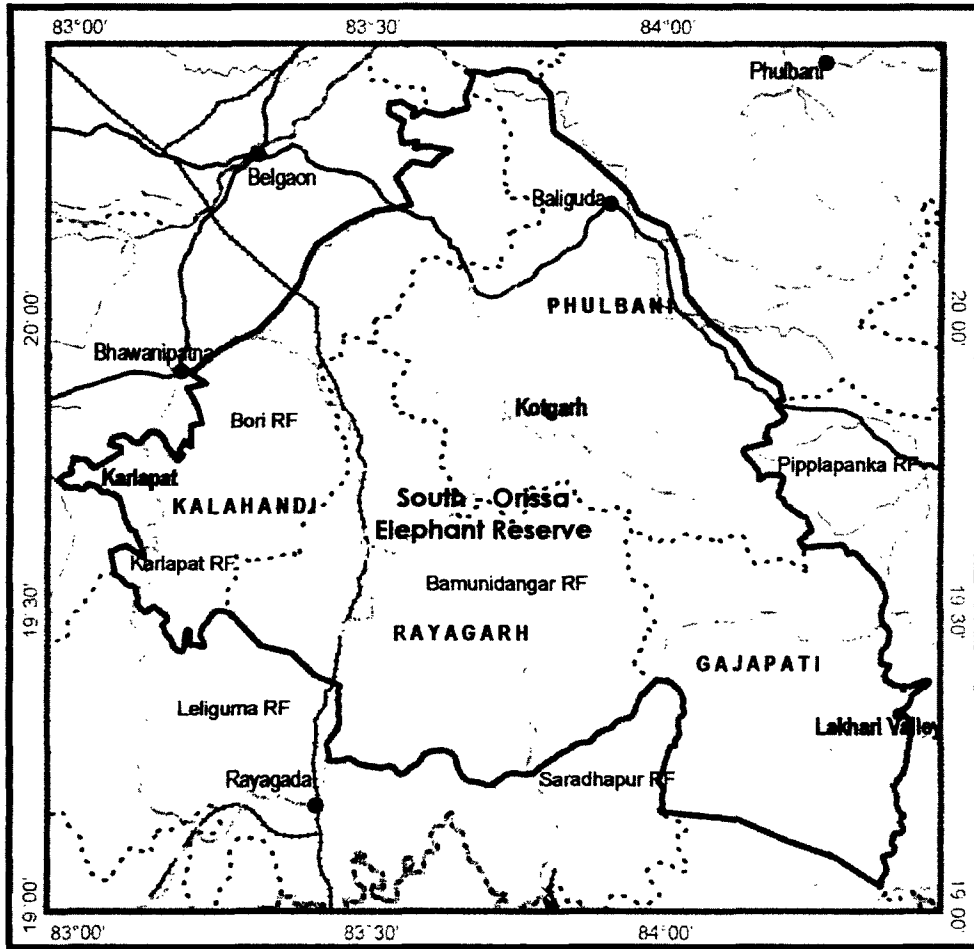 83°00'
83°30'
84°00'
Phulbani
Belgaon
Baliguda
20°00'
20°00'
PHULBANI
Bhawanipatna
Kotgarh
Bori RF
Pipplapanka RF
Karlapat
South - Orissa
KALAHANDI
Elephant Reserve
Karlapat RF
Bamunidangar RF
19°30'
19°30'
RAYAGARH
GAJAPATI
Leliguma RF
Lakhari Valley
Rayagada
Saradhapur RF
19°00'
19°00'
83°00'
83°30'
84°00'